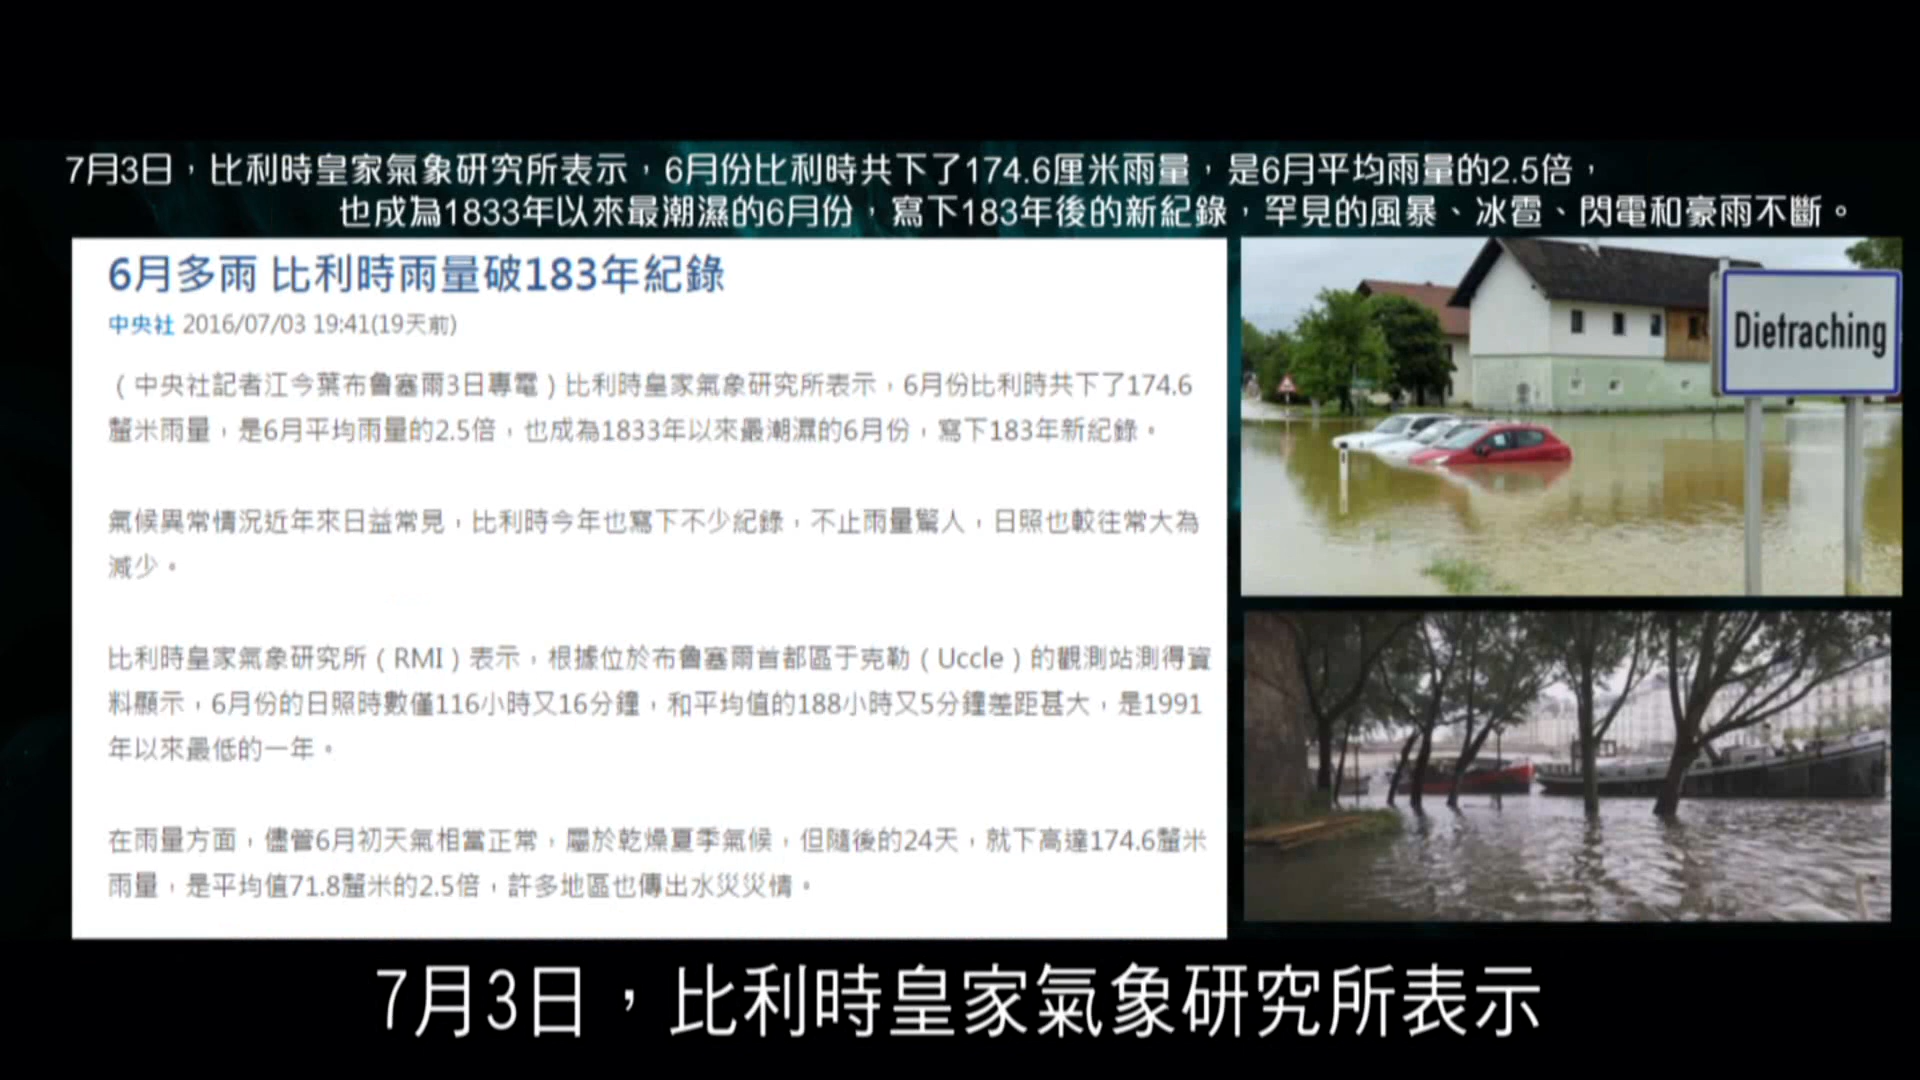 7月3日，比利時皇家氣象研究所表示，6月份比利時共下了174.6厘米雨量，是6月平均雨量的2.5倍，
也成為1833年以來最潮濕的6月份，寫下183年後的新紀錄，罕見的風暴、冰雹、閃電和豪雨不斷。
6月多雨 比利時雨量破183年紀錄
中央社 2016/07/03 19:41(19天前)
（中央社記者江今葉布魯塞爾3日專電）比利時皇家氣象研究所表示，6月份比利時共下了174.6
釐米雨量，是6月平均雨量的2.5倍，也成為1833年以來最潮濕的6月份，寫下183年新紀錄。
氣候異常情況近年來日益常見，比利時今年也寫下不少紀錄，不止雨量驚人，日照也較往常大為
減少。
比利時皇家氣象研究所（RMI）表示，根據位於布魯塞爾首都區于克勒（Uccle）的觀測站測得資
料顯示，6月份的日照時數僅116小時又16分鐘，和平均值的188小時又5分鐘差距甚大，是1991
年以來最低的一年。
在雨量方面，儘管6月初天氣相當正常，屬於乾燥夏季氣候，但隨後的24天，就下高達174.6釐米
雨量，是平均值71.8釐米的2.5倍，許多地區也傳出水災災情。
Dietraching
7月3日，比利時皇家氣象研究所表示